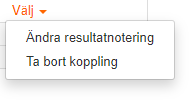 Välj
Ändra resultatnotering
Ta bort koppling